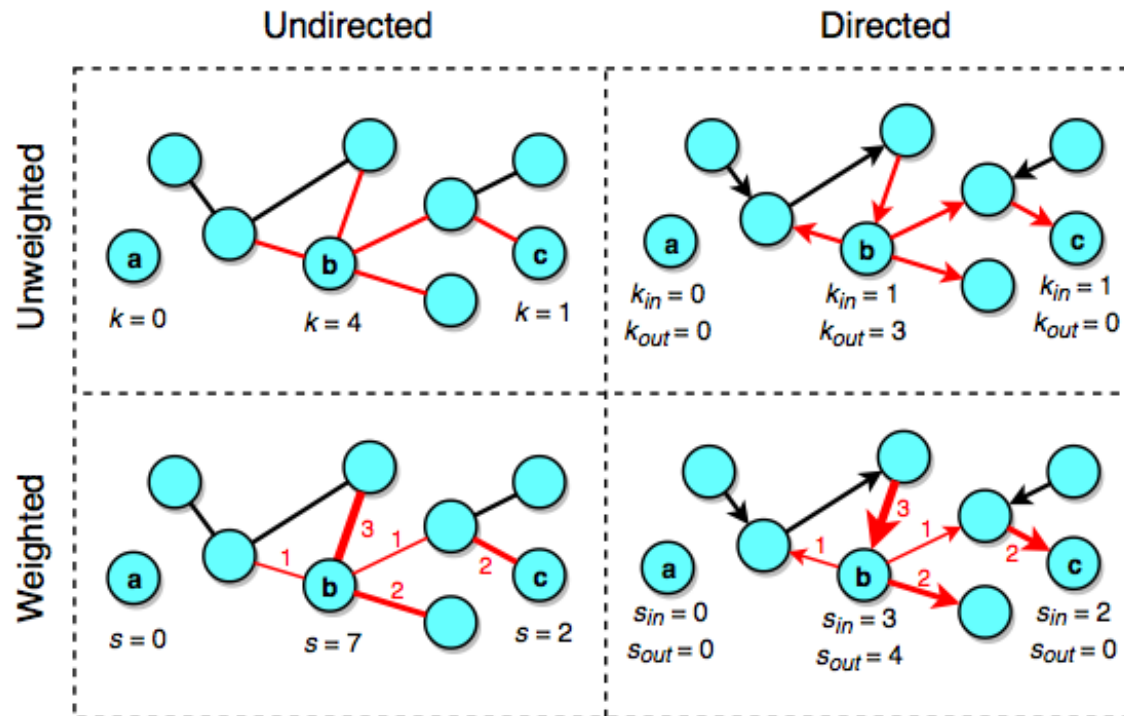 Undirected
Directed
Unweighted
a
b
c
k = 0
k = 4
k = 1
a
b
c
k_in = 0
k_out = 0
k_in = 1
k_out = 3
k_in = 1
k_out = 0
Weighted
a
b
c
1
3
1
2
2
s = 0
s = 7
s = 2
a
b
c
1
3
1
2
2
s_in = 0
s_out = 0
s_in = 3
s_out = 4
s_in = 2
s_out = 0